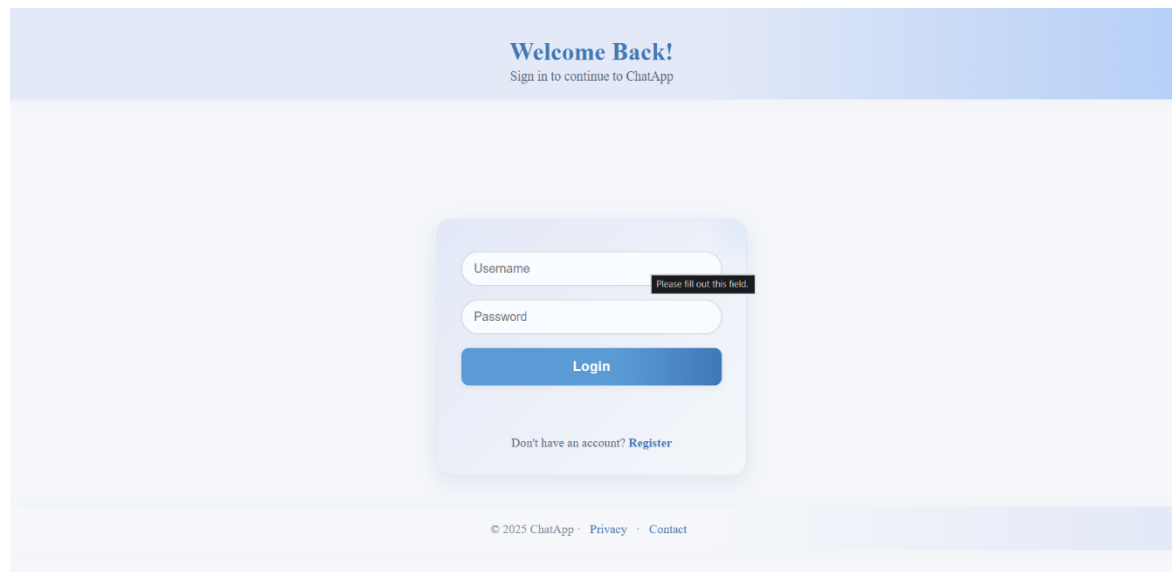 Welcome Back!
Sign in to continue to ChatApp
Username
Please fill out this field.
Password
Login
Don't have an account? Register
© 2025 ChatApp · Privacy · Contact